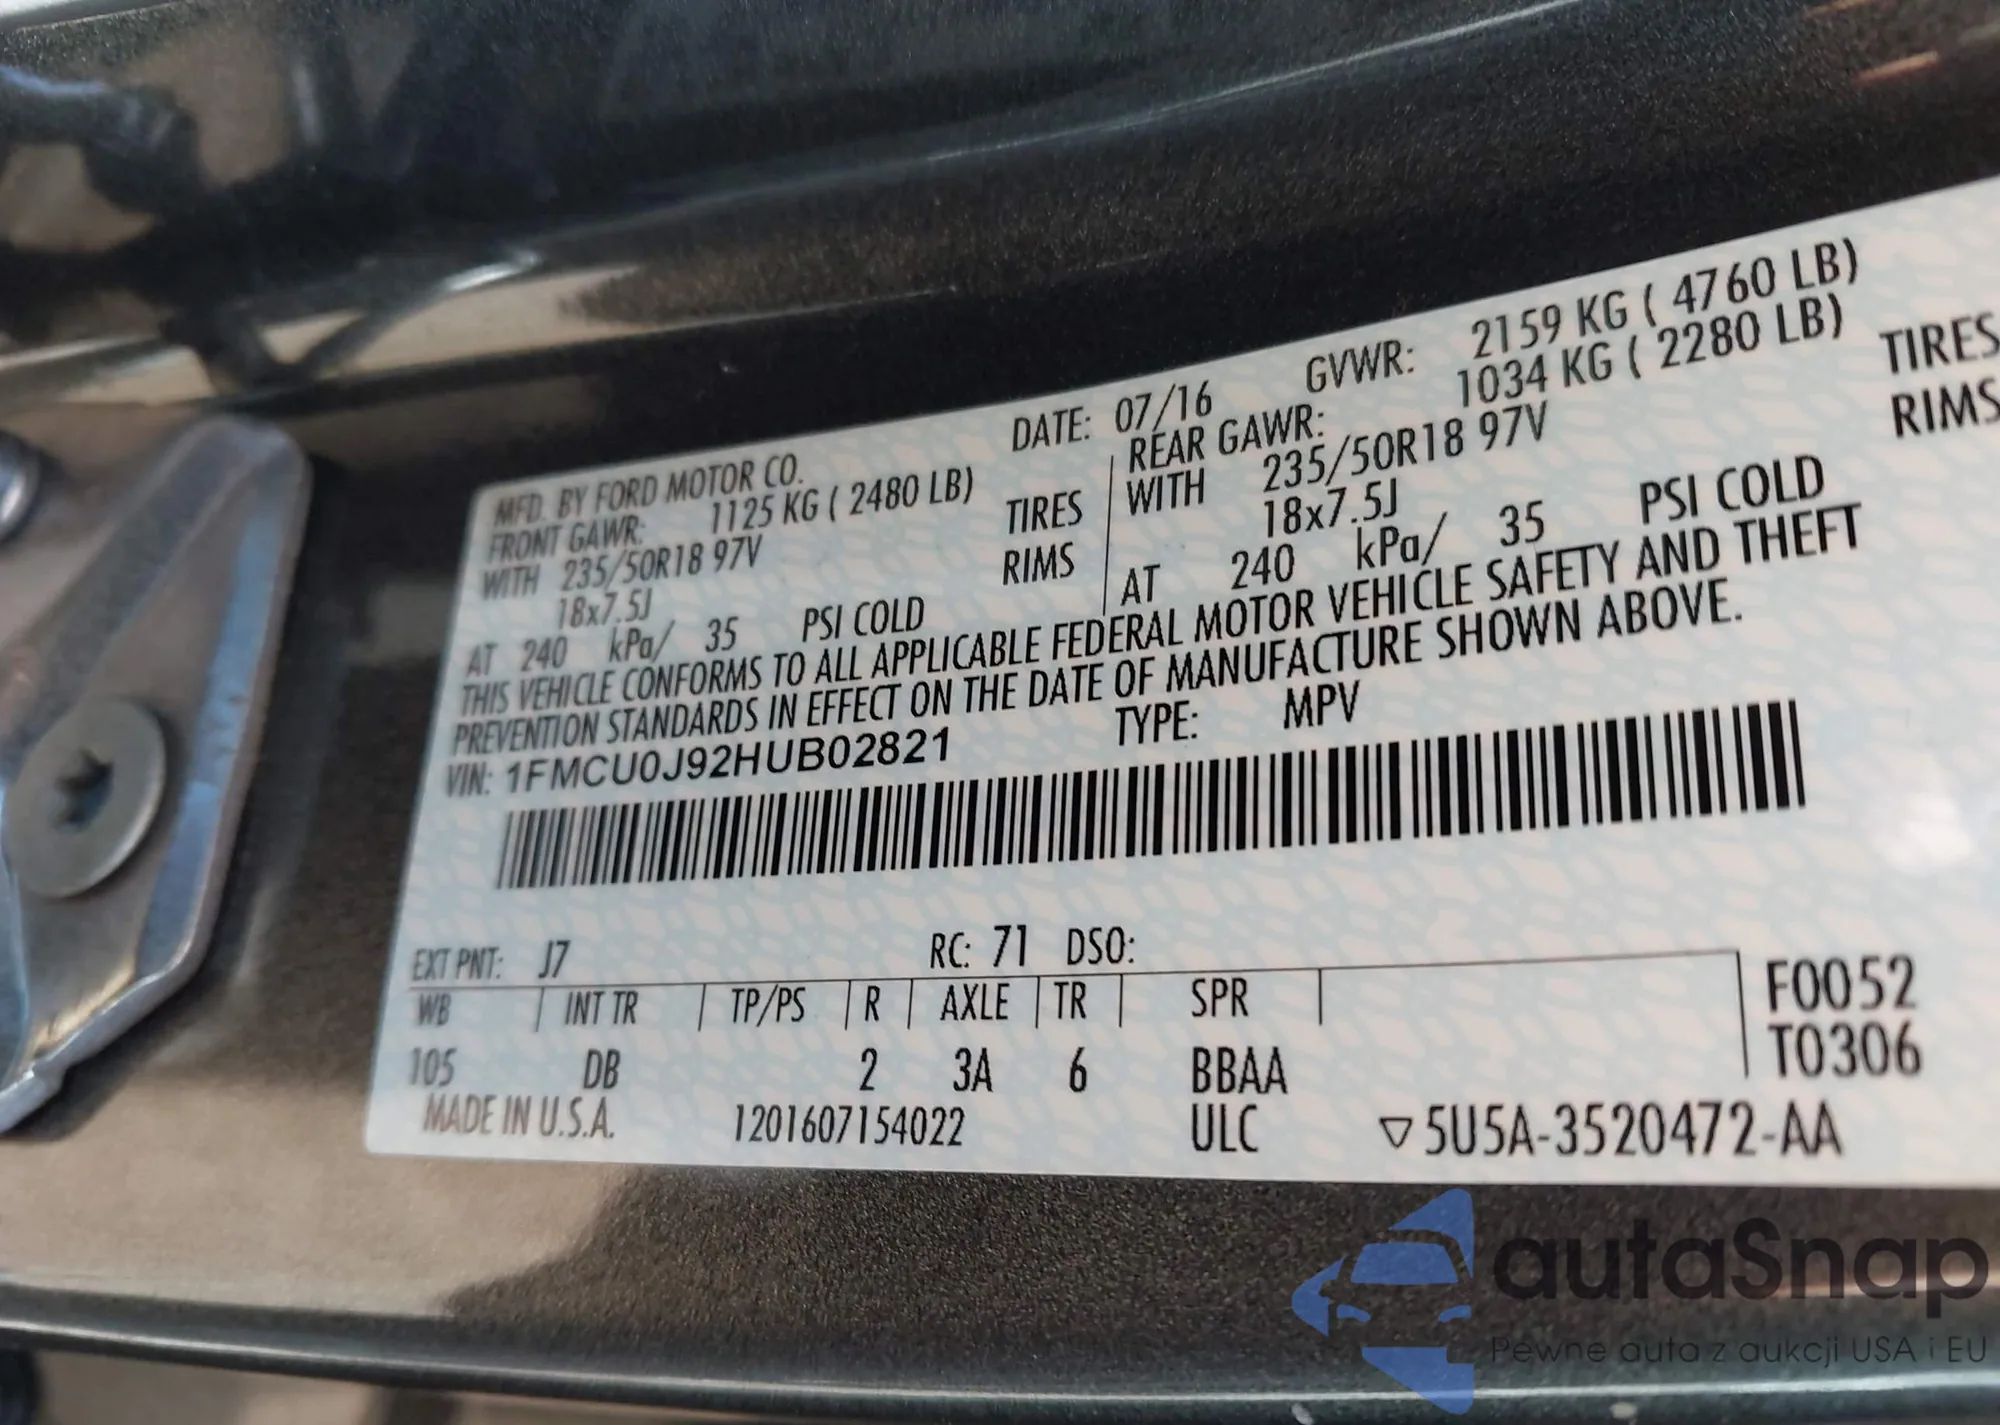 MFD. BY FORD MOTOR CO. DATE: 07/16 GVWR: 2159 KG ( 4760 LB)
FRONT GAWR: 1125 KG ( 2480 LB) REAR GAWR: 1034 KG ( 2280 LB)
WITH 235/50R18 97V TIRES WITH 235/50R18 97V TIRES
18x7.5J RIMS 18x7.5J RIMS
AT 240 kPa/ 35 PSI COLD AT 240 kPa/ 35 PSI COLD
THIS VEHICLE CONFORMS TO ALL APPLICABLE FEDERAL MOTOR VEHICLE SAFETY AND THEFT
PREVENTION STANDARDS IN EFFECT ON THE DATE OF MANUFACTURE SHOWN ABOVE.
VIN: 1FMCU0J92HUB02821 TYPE: MPV
EXT PNT: J7 RC: 71 DSO:
WB INT TR TP/PS R AXLE TR SPR F0052
105 DB 2 3A 6 BBAA T0306
MADE IN U.S.A. 1201607154022 ULC ▽5U5A-3520472-AA
autaSnap
Pewne auta z aukcji USA i EU